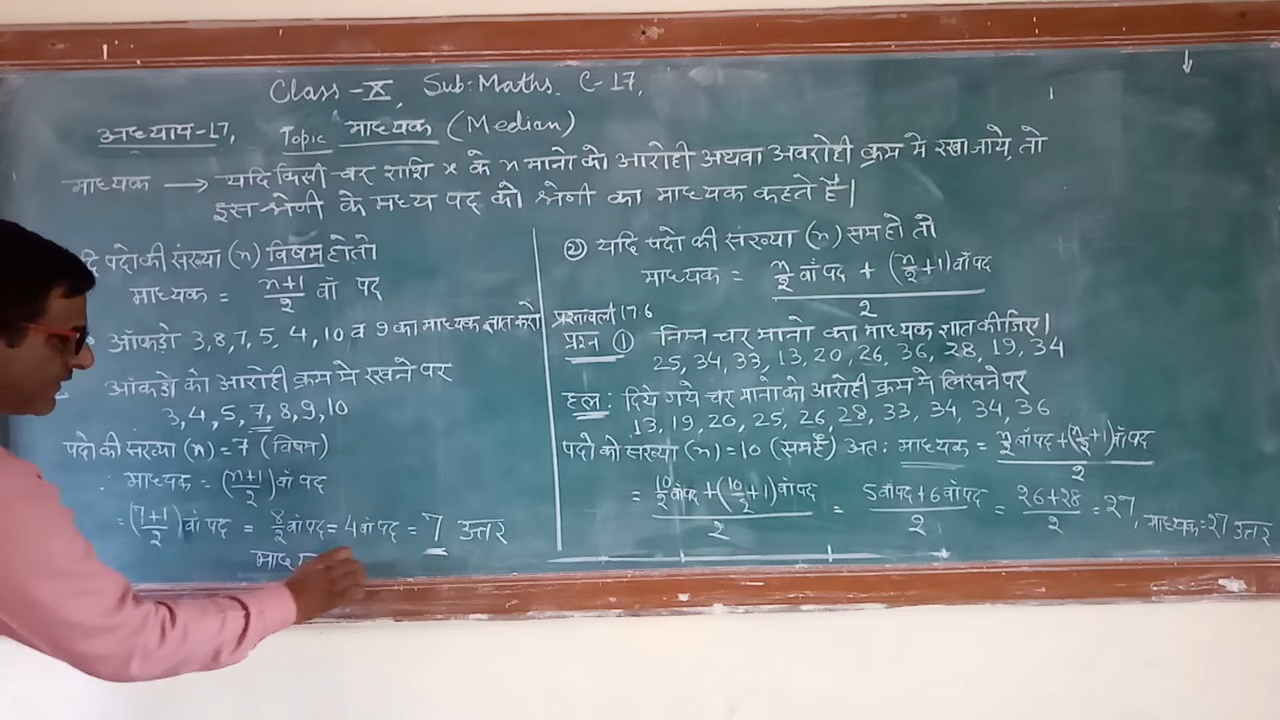 Class - X, Sub: Maths. C-17,
अध्याय-17, Topic माध्यक (Median)
माध्यक → यदि किसी चर राशि x के n मानो को आरोही अथवा अवरोही क्रम मे रखा जाये, तो
इस श्रेणी के मध्य पद को श्रेणी का माध्यक कहते है।
दि पदो की संख्या (n) विषम हो तो
माध्यक = n+1/2 वाँ पद
आँकड़ो 3, 8, 7, 5, 4, 10 व 9 का माध्यक ज्ञात करो
आंकडो को आरोही क्रम मे रखने पर
3, 4, 5, 7, 8, 9, 10
पदो की संख्या (n) = 7 (विषम)
∴ माध्यक = (n+1/2) वाँ पद
= (7+1/2) वाँ पद = 8/2 वाँ पद = 4 वाँ पद = 7 उत्तर
② यदि पदो की संख्या (n) सम हो तो
माध्यक = n/2 वाँ पद + (n/2 + 1) वाँ पद / 2
प्रश्नावली 17.6
प्रश्न ① निम्न चर मानो का माध्यक ज्ञात कीजिए।
25, 34, 33, 13, 20, 26, 36, 28, 19, 34
हल: दिये गये चर मानो को आरोही क्रम मे लिखने पर
13, 19, 20, 25, 26, 28, 33, 34, 34, 36
पदो की संख्या (n) = 10 (सम है) अतः माध्यक = n/2 वाँ पद + (n/2 + 1) वाँ पद / 2
= 10/2 वाँ पद + (10/2 + 1) वाँ पद / 2 = 5 वाँ पद + 6 वाँ पद / 2 = 26+28/2 = 27, माध्यक = 27 उत्तर